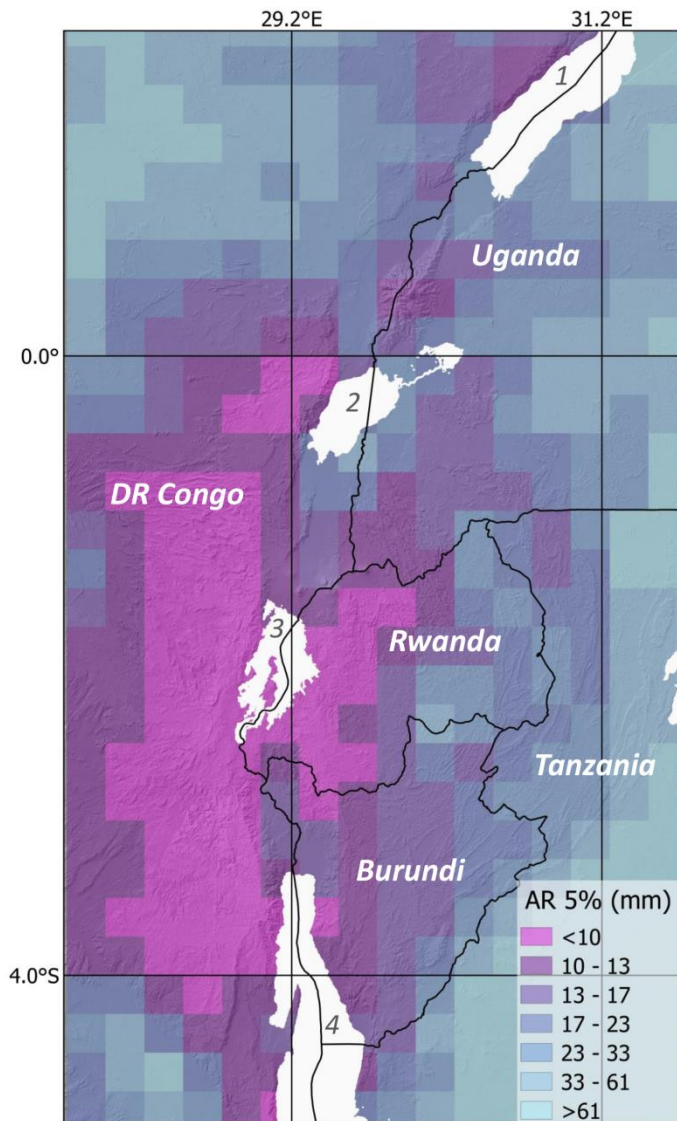 29.2°E
31.2°E
1
Uganda
0.0°
2
DR Congo
3
Rwanda
Tanzania
Burundi
AR 5% (mm)
<10
10 - 13
13 - 17
17 - 23
23 - 33
33 - 61
>61
4.0°S
4